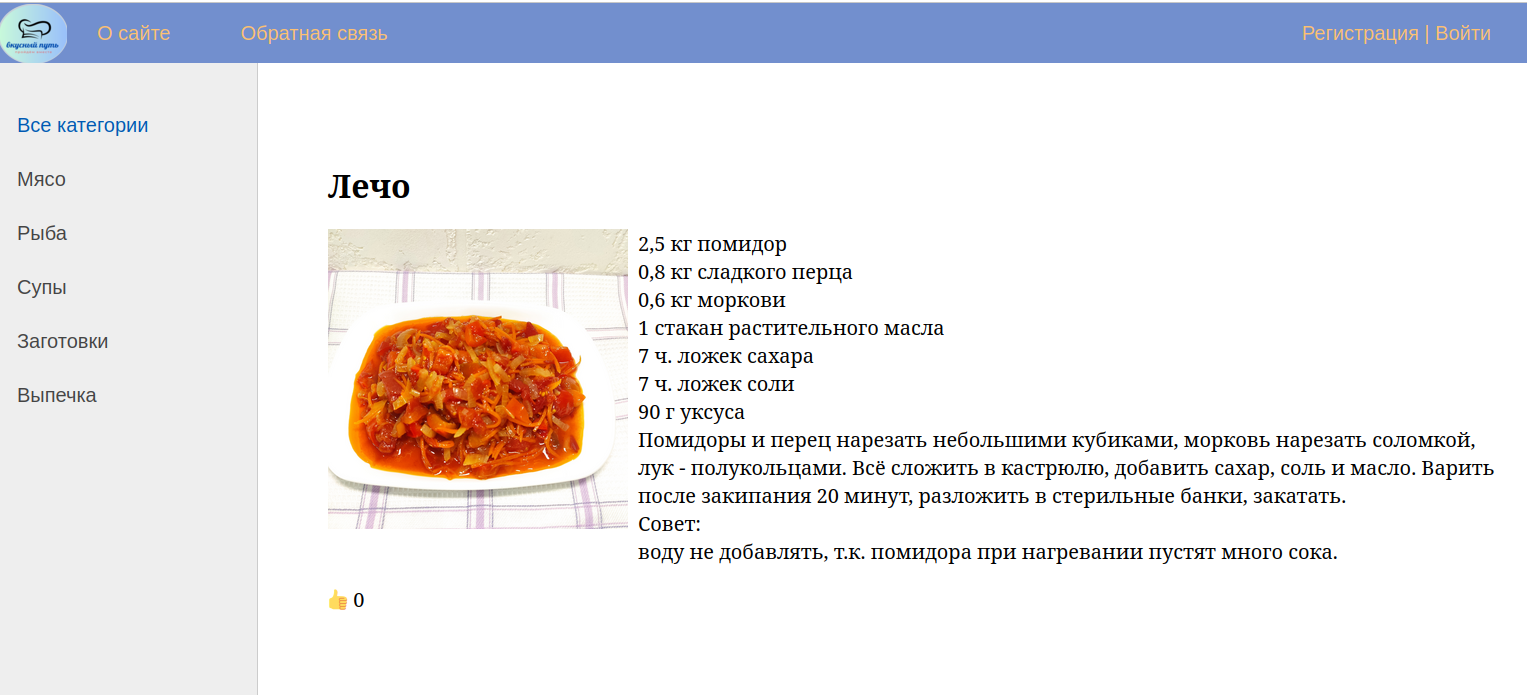 вкусный путь
О сайте
Обратная связь
Регистрация | Войти
Все категории
Мясо
Рыба
Супы
Заготовки
Выпечка
Лечо
2,5 кг помидор
0,8 кг сладкого перца
0,6 кг моркови
1 стакан растительного масла
7 ч. ложек сахара
7 ч. ложек соли
90 г уксуса
Помидоры и перец нарезать небольшими кубиками, морковь нарезать соломкой,
лук - полукольцами. Всё сложить в кастрюлю, добавить сахар, соль и масло. Варить
после закипания 20 минут, разложить в стерильные банки, закатать.
Совет:
воду не добавлять, т.к. помидора при нагревании пустят много сока.
👍 0